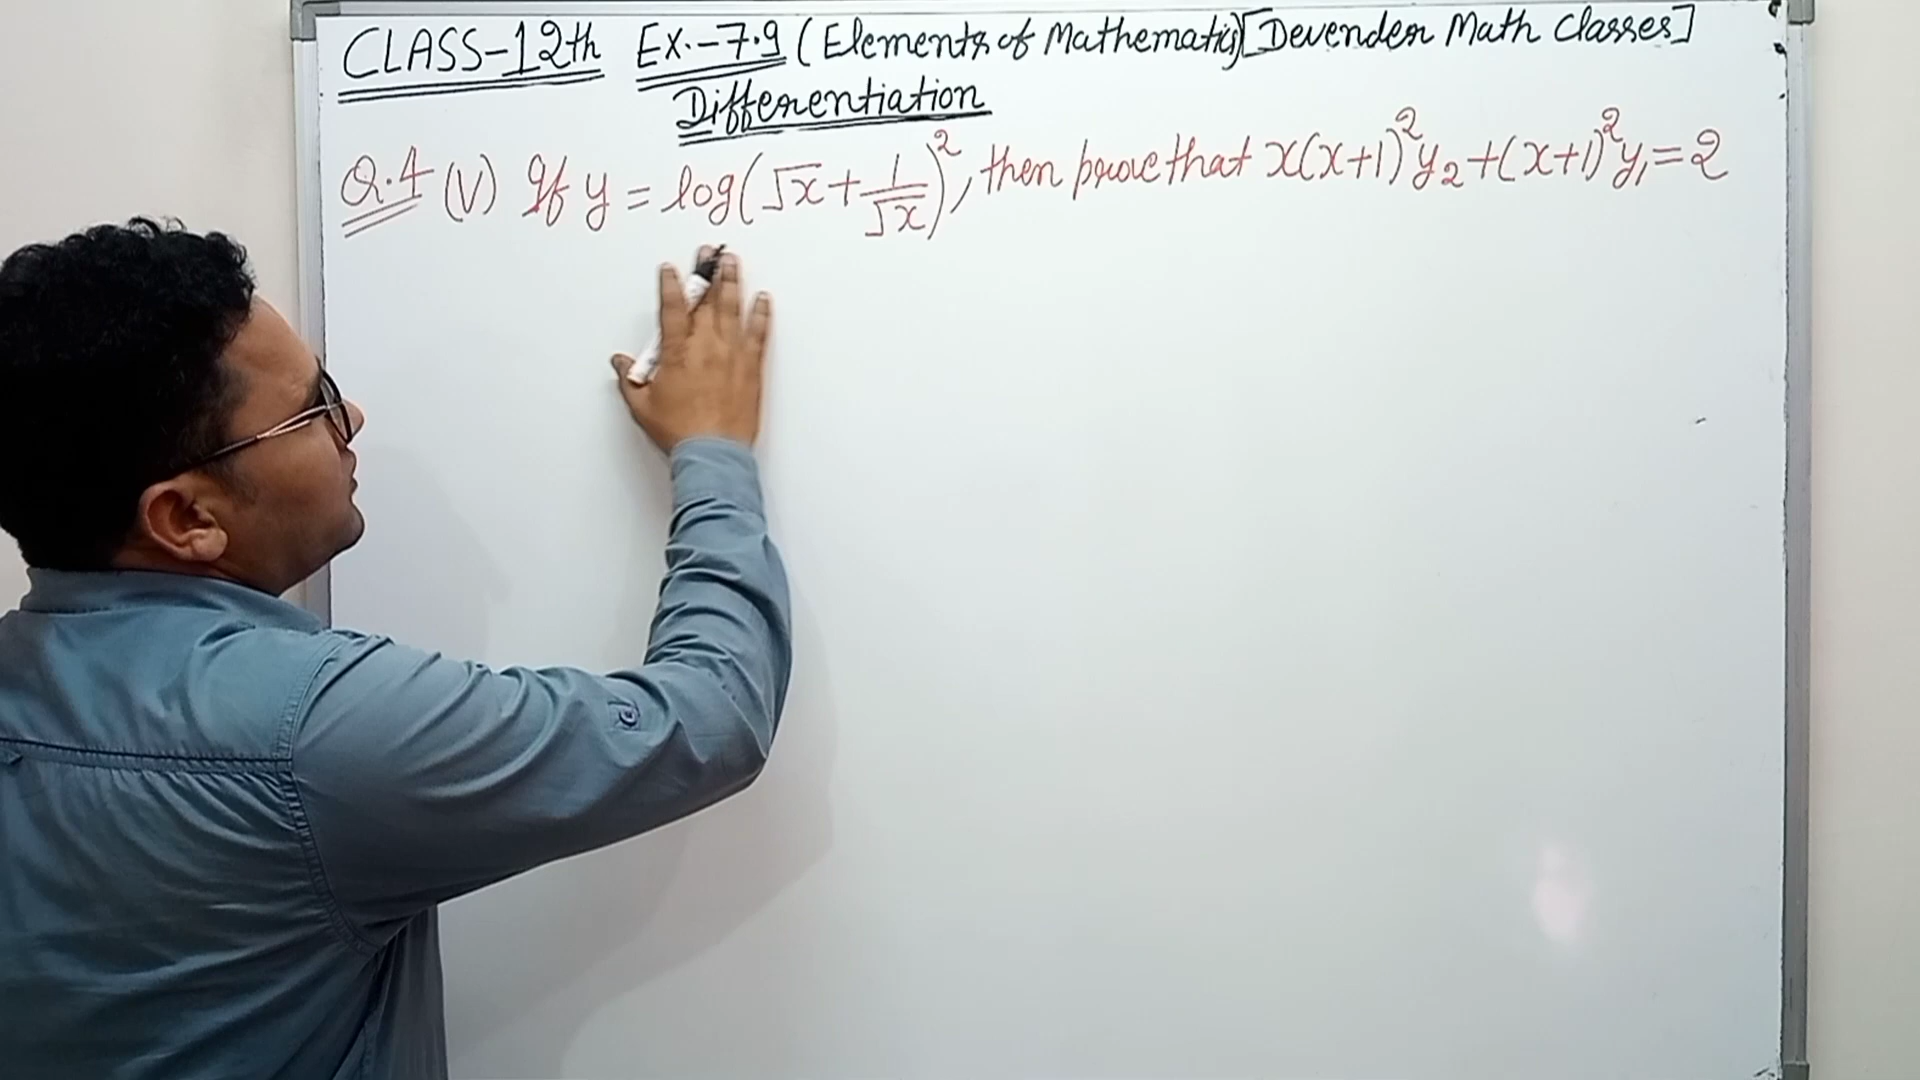 CLASS-12th EX.-7.9 (Elements of Mathematics) [Devender Math Classes]
Differentiation
Q.4 (V) If y = log(√x + 1/√x)², then prove that x(x+1)²y₂+(x+1)²y₁=2